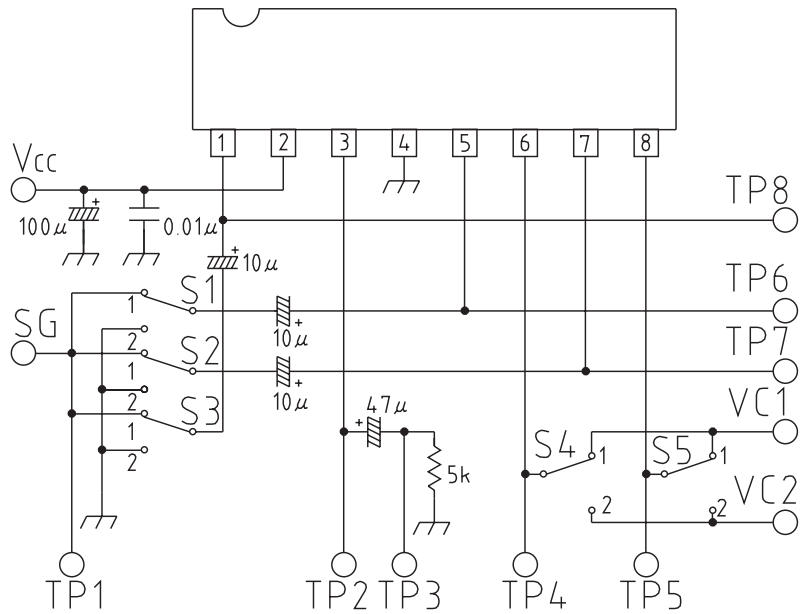 1 2 3 4 5 6 7 8
Vcc
+
100μ
0.01μ
TP8
+
10μ
S1
1
TP6
SG
2
+
10μ
S2
1
TP7
2
+
10μ
S3
1
2
+
47μ
VC1
S4
1
S5
1
5k
2
2
VC2
TP1
TP2
TP3
TP4
TP5